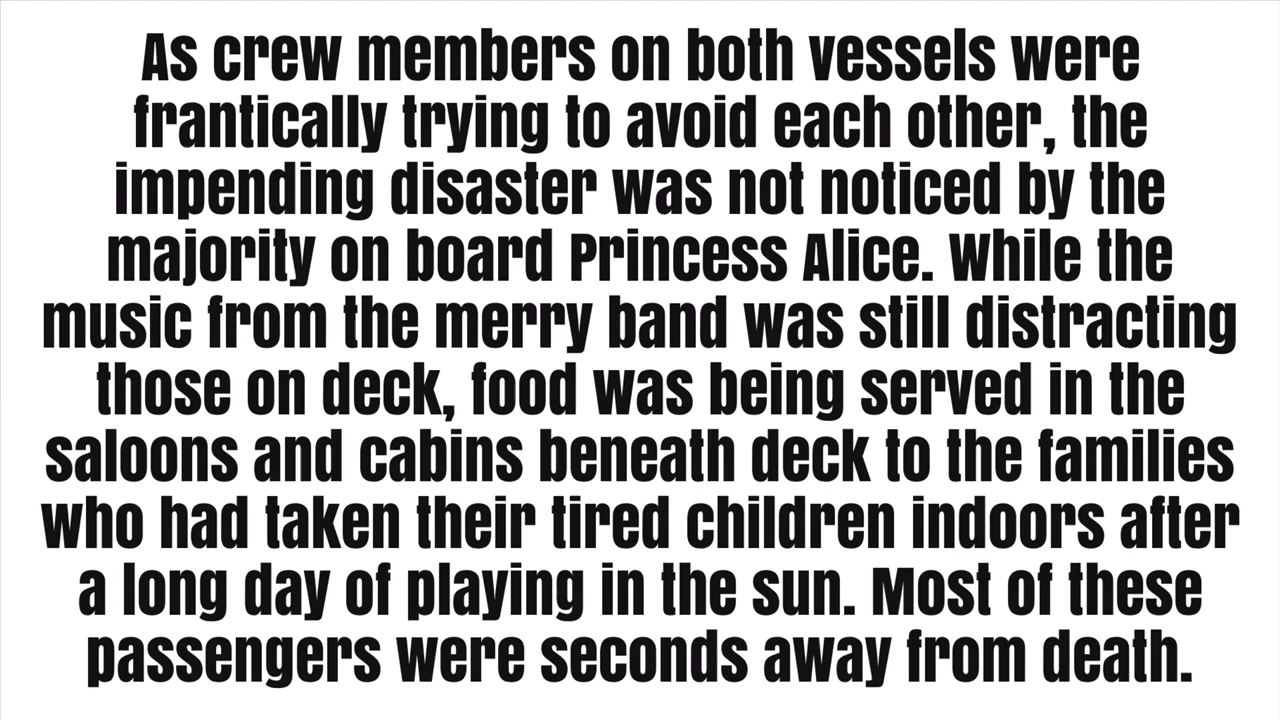 As crew members on both vessels were
frantically trying to avoid each other, the
impending disaster was not noticed by the
majority on board Princess Alice. While the
music from the merry band was still distracting
those on deck, food was being served in the
saloons and cabins beneath deck to the families
who had taken their tired children indoors after
a long day of playing in the sun. Most of these
passengers were seconds away from death.